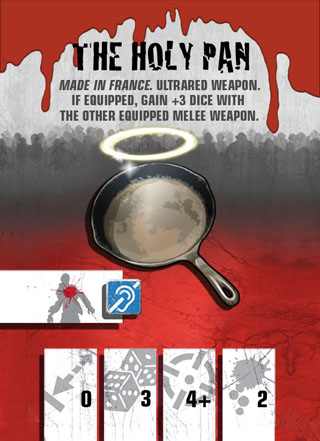 THE HOLY PAN
MADE IN FRANCE. ULTRARED WEAPON.
IF EQUIPPED, GAIN +3 DICE WITH
THE OTHER EQUIPPED MELEE WEAPON.
0 3 4+ 2